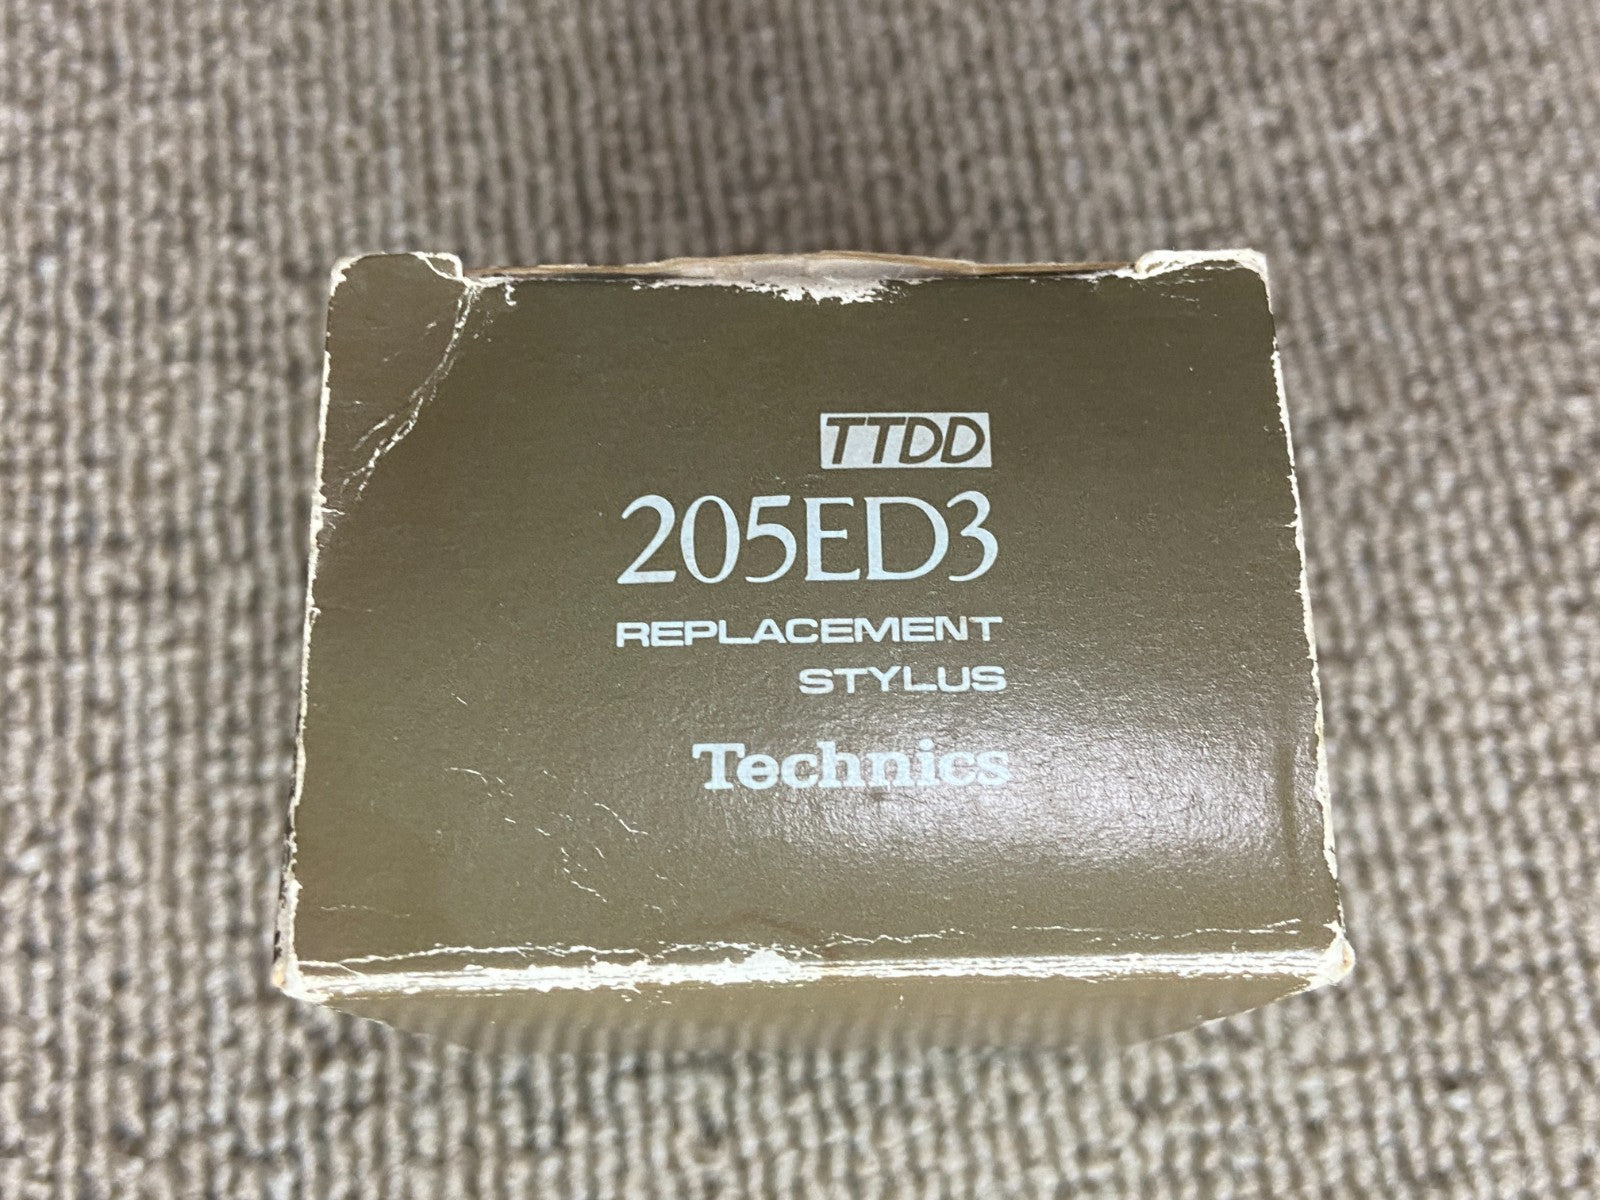 TTDD
205ED3
REPLACEMENT
STYLUS
Technics